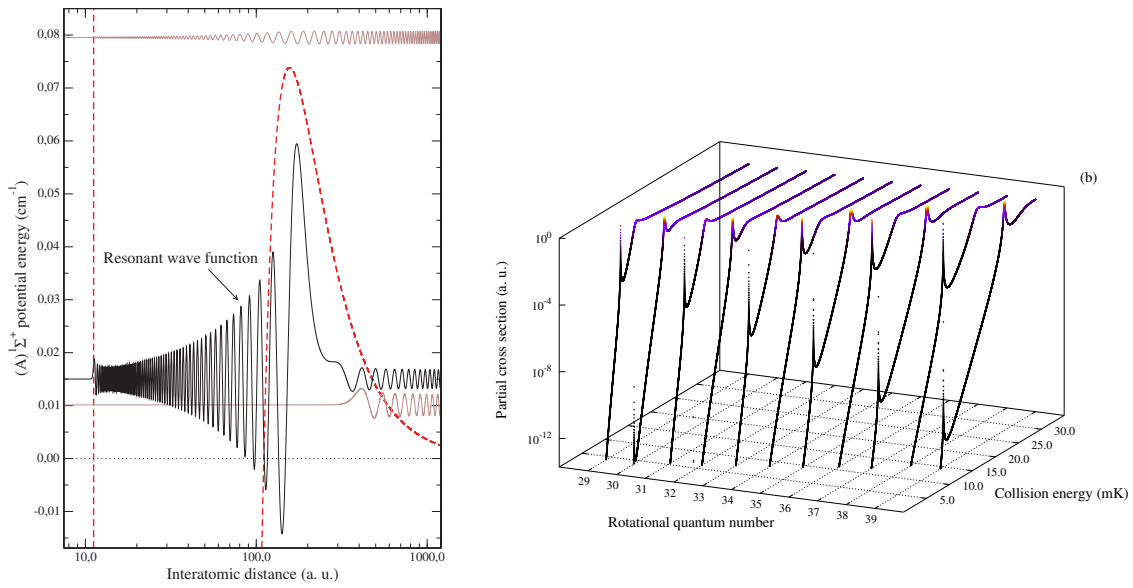 0,08
0,07
0,06
0,05
0,04
0,03
0,02
0,01
0,00
-0,01
(A) ¹Σ⁺ potential energy (cm⁻¹)
Resonant wave function
10,0 100,0 1000,0
Interatomic distance (a. u.)
(b)
10⁰
10⁻⁴
10⁻⁸
10⁻¹²
Partial cross section (a. u.)
29 30 31 32 33 34 35 36 37 38 39
Rotational quantum number
5.0 10.0 15.0 20.0 25.0 30.0
Collision energy (mK)